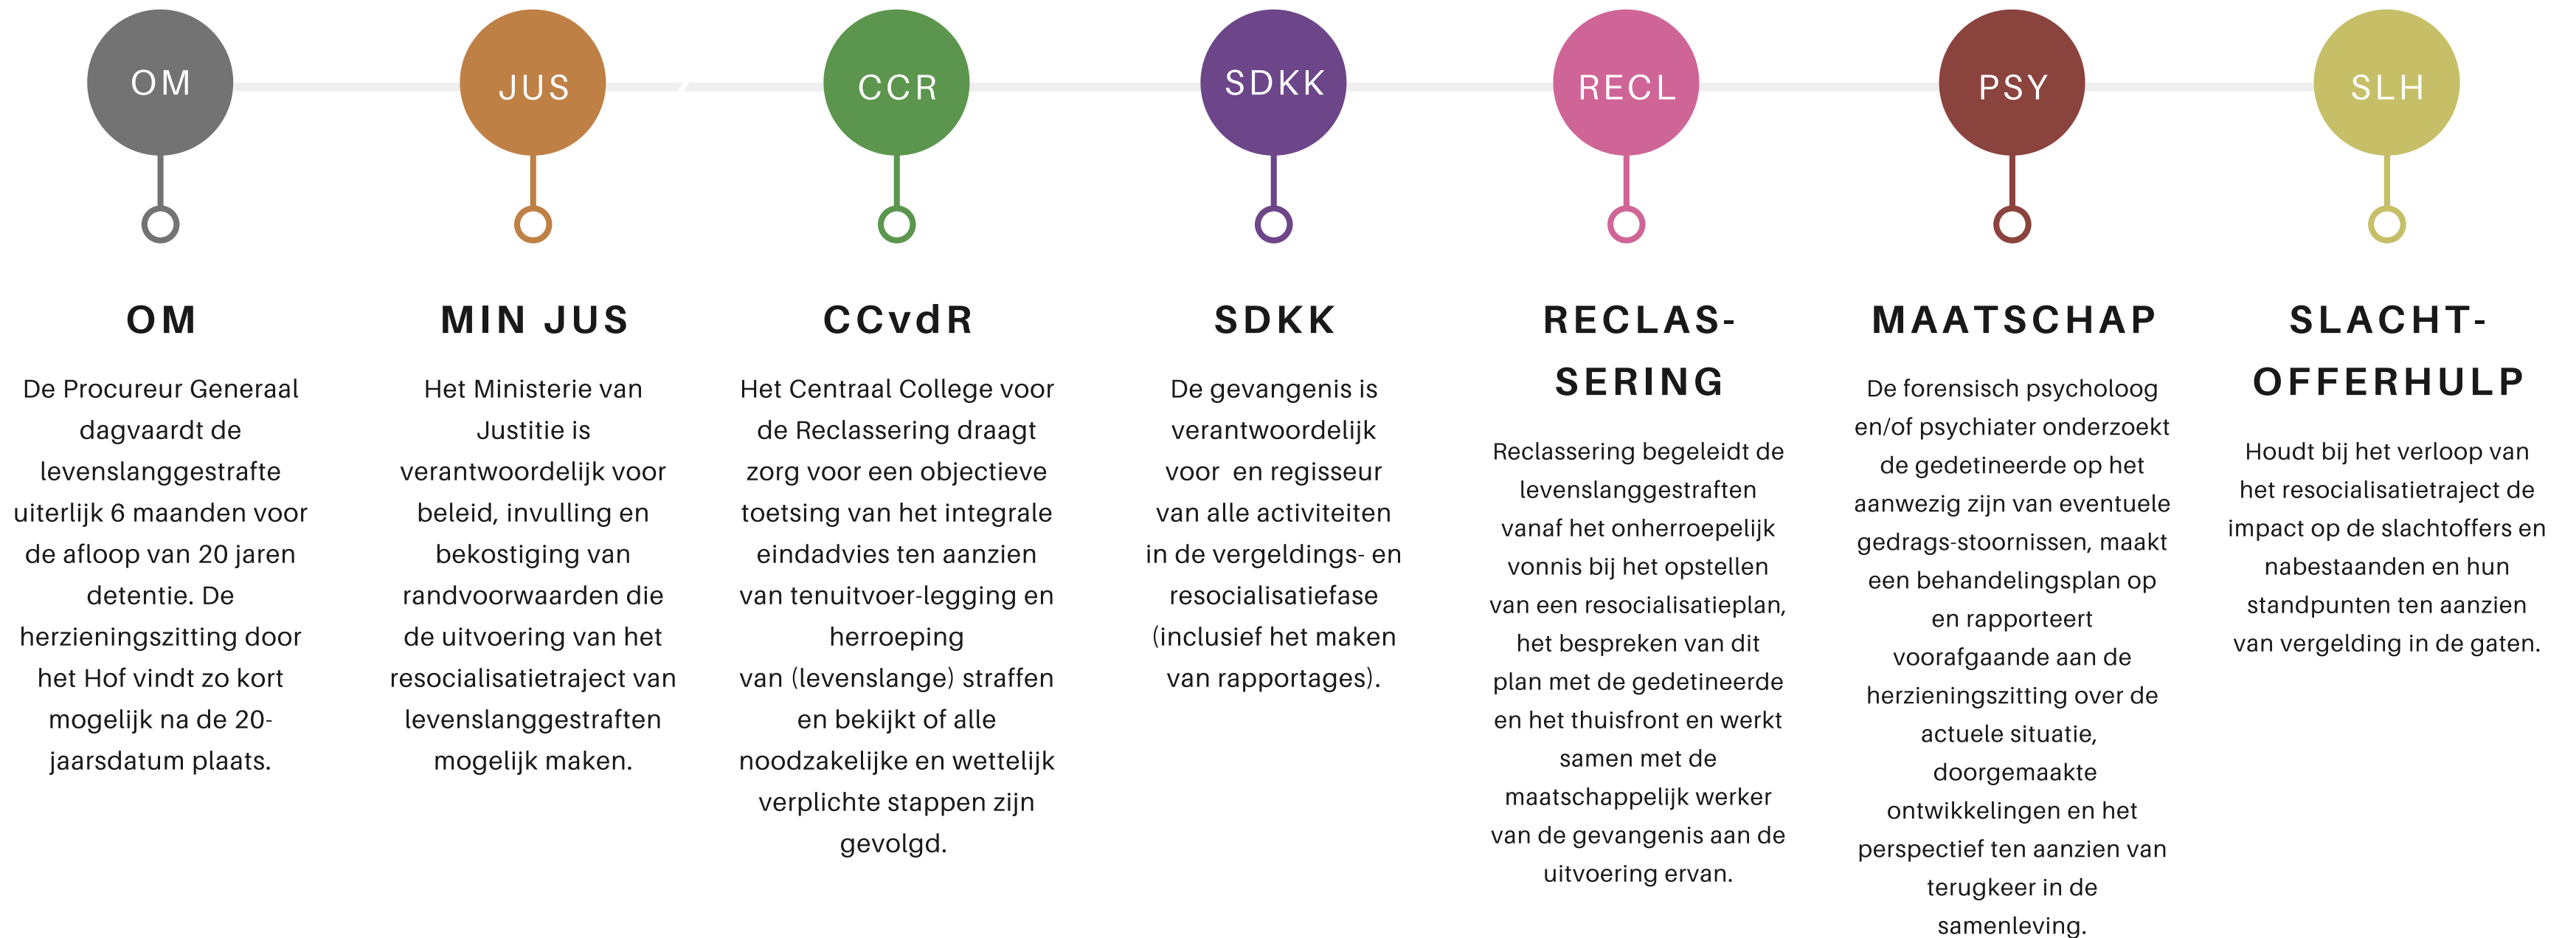 OM
JUS
CCR
SDKK
RECL
PSY
SLH
OM
De Procureur Generaal
dagvaardt de
levenslanggestrafte
uiterlijk 6 maanden voor
de afloop van 20 jaren
detentie. De
herzieningszitting door
het Hof vindt zo kort
mogelijk na de 20-
jaarsdatum plaats.
MIN JUS
Het Ministerie van
Justitie is
verantwoordelijk voor
beleid, invulling en
bekostiging van
randvoorwaarden die
de uitvoering van het
resocialisatietraject van
levenslanggestraften
mogelijk maken.
CCvdR
Het Centraal College voor
de Reclassering draagt
zorg voor een objectieve
toetsing van het integrale
eindadvies ten aanzien
van tenuitvoer-legging en
herroeping
van (levenslange) straffen
en bekijkt of alle
noodzakelijke en wettelijk
verplichte stappen zijn
gevolgd.
SDKK
De gevangenis is
verantwoordelijk
voor  en regisseur
van alle activiteiten
in de vergeldings- en
resocialisatiefase
(inclusief het maken
van rapportages).
RECLAS-
SERING
Reclassering begeleidt de
levenslanggestraften
vanaf het onherroepelijk
vonnis bij het opstellen
van een resocialisatieplan,
het bespreken van dit
plan met de gedetineerde
en het thuisfront en werkt
samen met de
maatschappelijk werker
van de gevangenis aan de
uitvoering ervan.
MAATSCHAP
De forensisch psycholoog
en/of psychiater onderzoekt
de gedetineerde op het
aanwezig zijn van eventuele
gedrags-stoornissen, maakt
een behandelingsplan op
en rapporteert
voorafgaande aan de
herzieningszitting over de
actuele situatie,
doorgemaakte
ontwikkelingen en het
perspectief ten aanzien van
terugkeer in de
samenleving.
SLACHT-
OFFERHULP
Houdt bij het verloop van
het resocialisatietraject de
impact op de slachtoffers en
nabestaanden en hun
standpunten ten aanzien
van vergelding in de gaten.